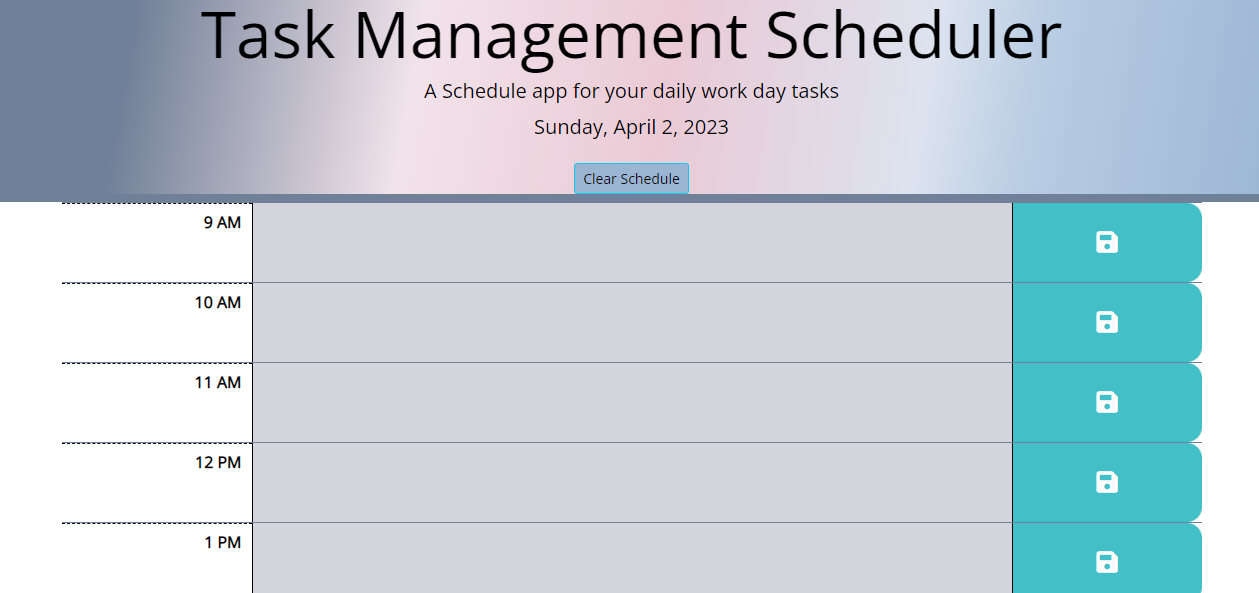 Task Management Scheduler
A Schedule app for your daily work day tasks
Sunday, April 2, 2023
Clear Schedule
9 AM
10 AM
11 AM
12 PM
1 PM